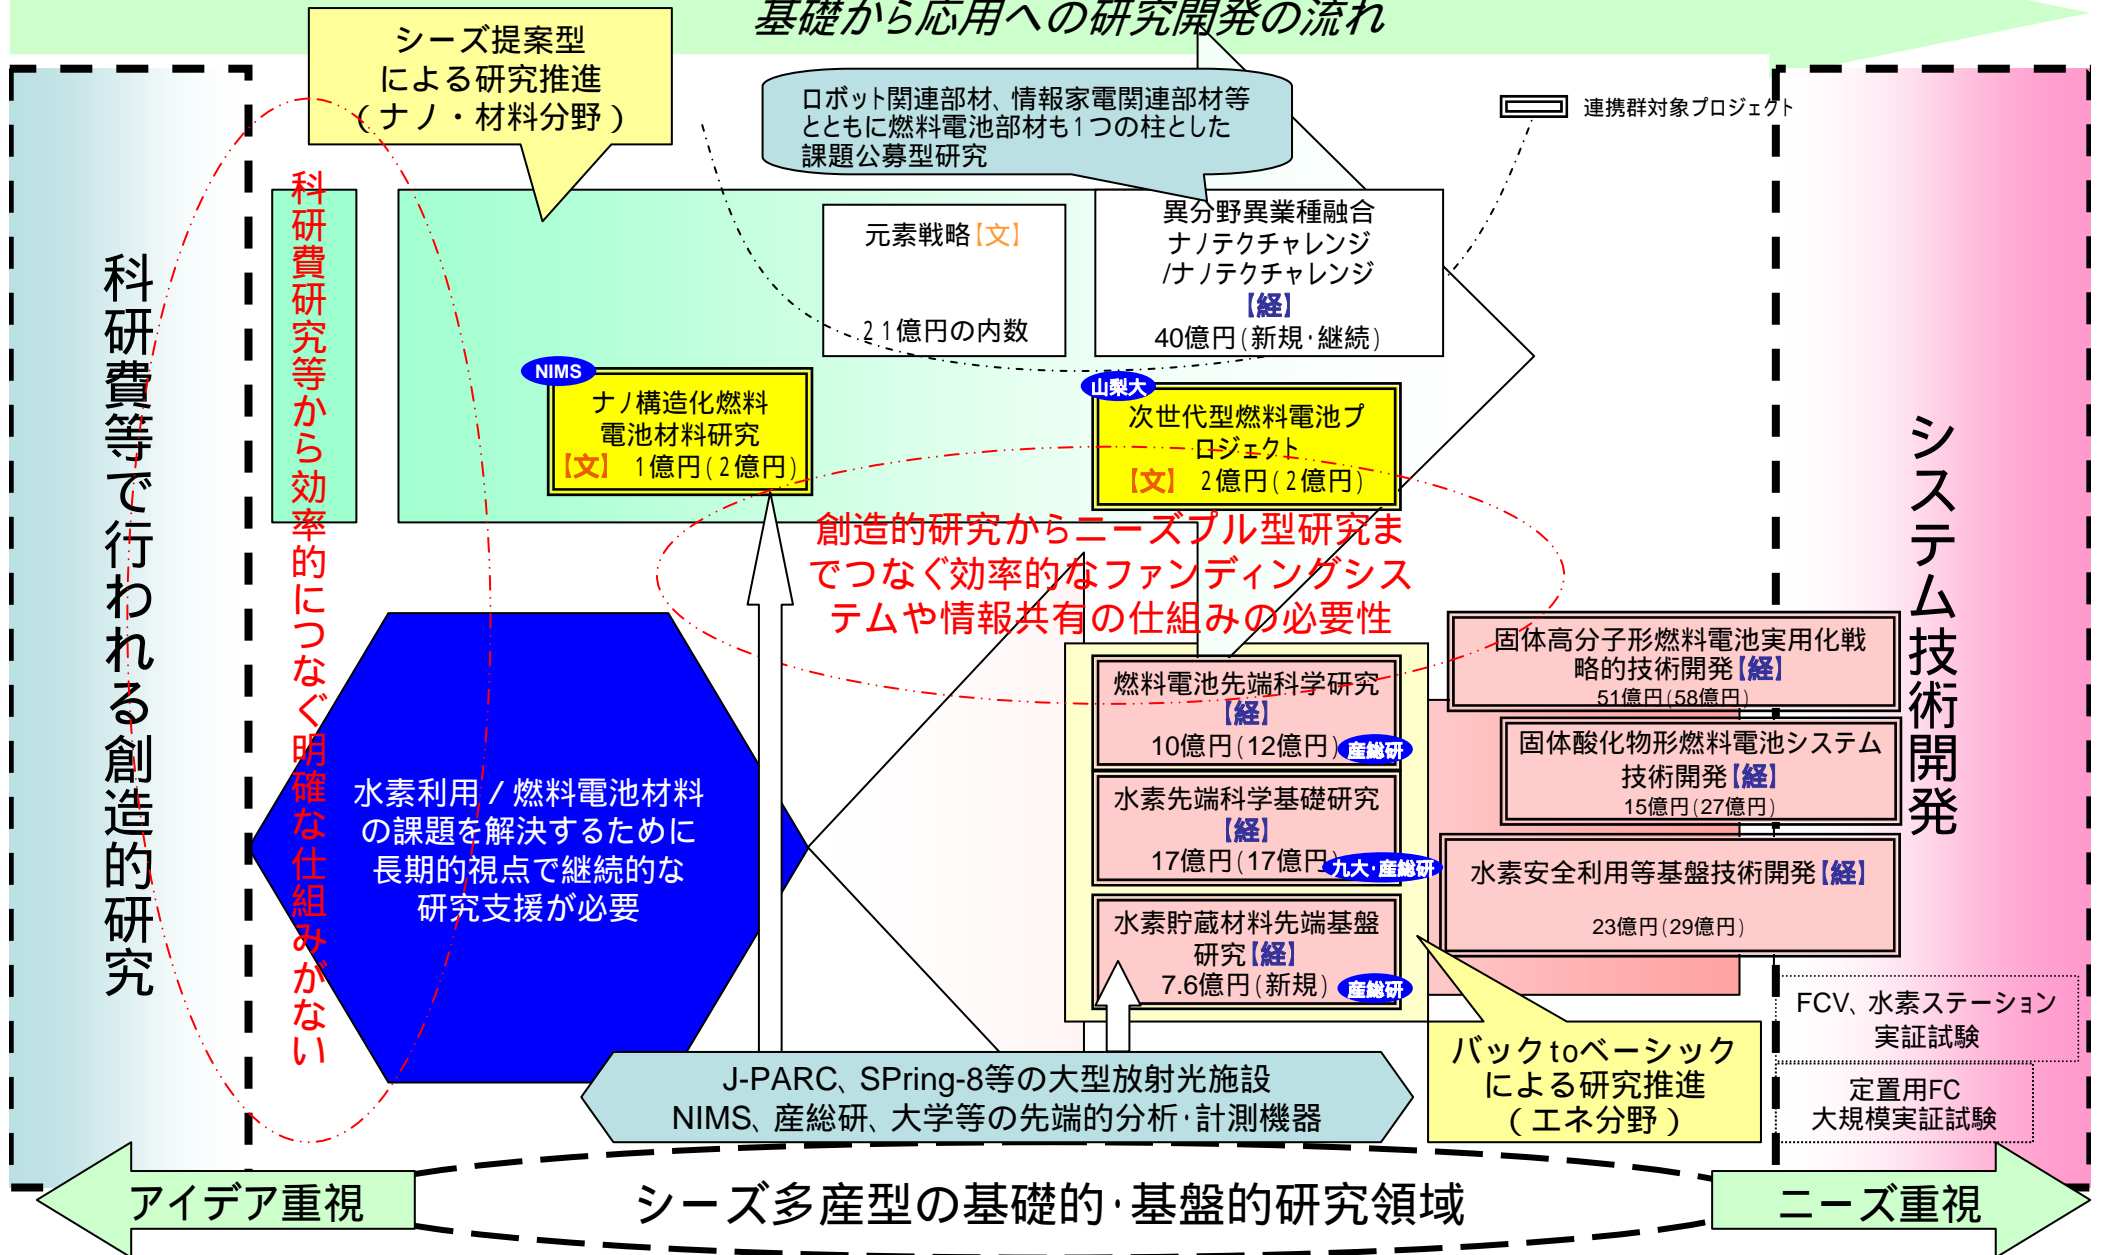 基礎から応用への研究開発の流れ
シーズ提案型
による研究推進
（ナノ・材料分野）
ロボット関連部材、情報家電関連部材等
とともに燃料電池部材も1つの柱とした
課題公募型研究
連携群対象プロジェクト
科研費等で行われる創造的研究
科研費研究等から効率的につなぐ明確な仕組みがない
元素戦略【文】
21億円の内数
異分野異業種融合
ナノテクチャレンジ
/ナノテクチャレンジ
【経】
40億円(新規・継続)
NIMS
ナノ構造化燃料
電池材料研究
【文】 1億円(2億円)
山梨大
次世代型燃料電池プ
ロジェクト
【文】 2億円(2億円)
創造的研究からニーズプル型研究ま
でつなぐ効率的なファンディングシス
テムや情報共有の仕組みの必要性
システム技術開発
水素利用／燃料電池材料
の課題を解決するために
長期的視点で継続的な
研究支援が必要
燃料電池先端科学研究
【経】
10億円(12億円)
産総研
水素先端科学基礎研究
【経】
17億円(17億円)
九大・産総研
水素貯蔵材料先端基盤
研究【経】
7.6億円(新規)
産総研
固体高分子形燃料電池実用化戦
略的技術開発【経】
51億円(58億円)
固体酸化物形燃料電池システム
技術開発【経】
15億円(27億円)
水素安全利用等基盤技術開発【経】
23億円(29億円)
FCV、水素ステーション
実証試験
定置用FC
大規模実証試験
バックtoベーシック
による研究推進
（エネ分野）
J-PARC、SPring-8等の大型放射光施設
NIMS、産総研、大学等の先端的分析・計測機器
アイデア重視
シーズ多産型の基礎的・基盤的研究領域
ニーズ重視